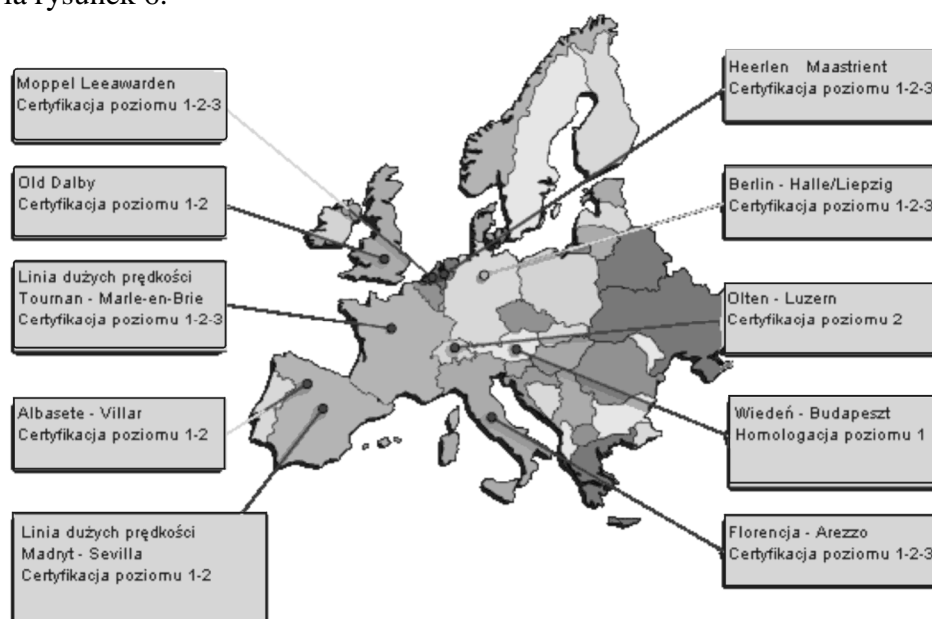 rysunek 6.
Moppel Leeawarden
Certyfikacja poziomu 1-2-3
Old Dalby
Certyfikacja poziomu 1-2
Linia dużych prędkości
Tournan - Marle-en-Brie
Certyfikacja poziomu 1-2-3
Albasete - Villar
Certyfikacja poziomu 1-2
Linia dużych prędkości
Madryt - Sevilla
Certyfikacja poziomu 1-2
Heerlen Maastrient
Certyfikacja poziomu 1-2-3
Berlin - Halle/Liepzig
Certyfikacja poziomu 1-2-3
Olten - Luzern
Certyfikacja poziomu 2
Wiedeń - Budapeszt
Homologacja poziomu 1
Florencja - Arezzo
Certyfikacja poziomu 1-2-3